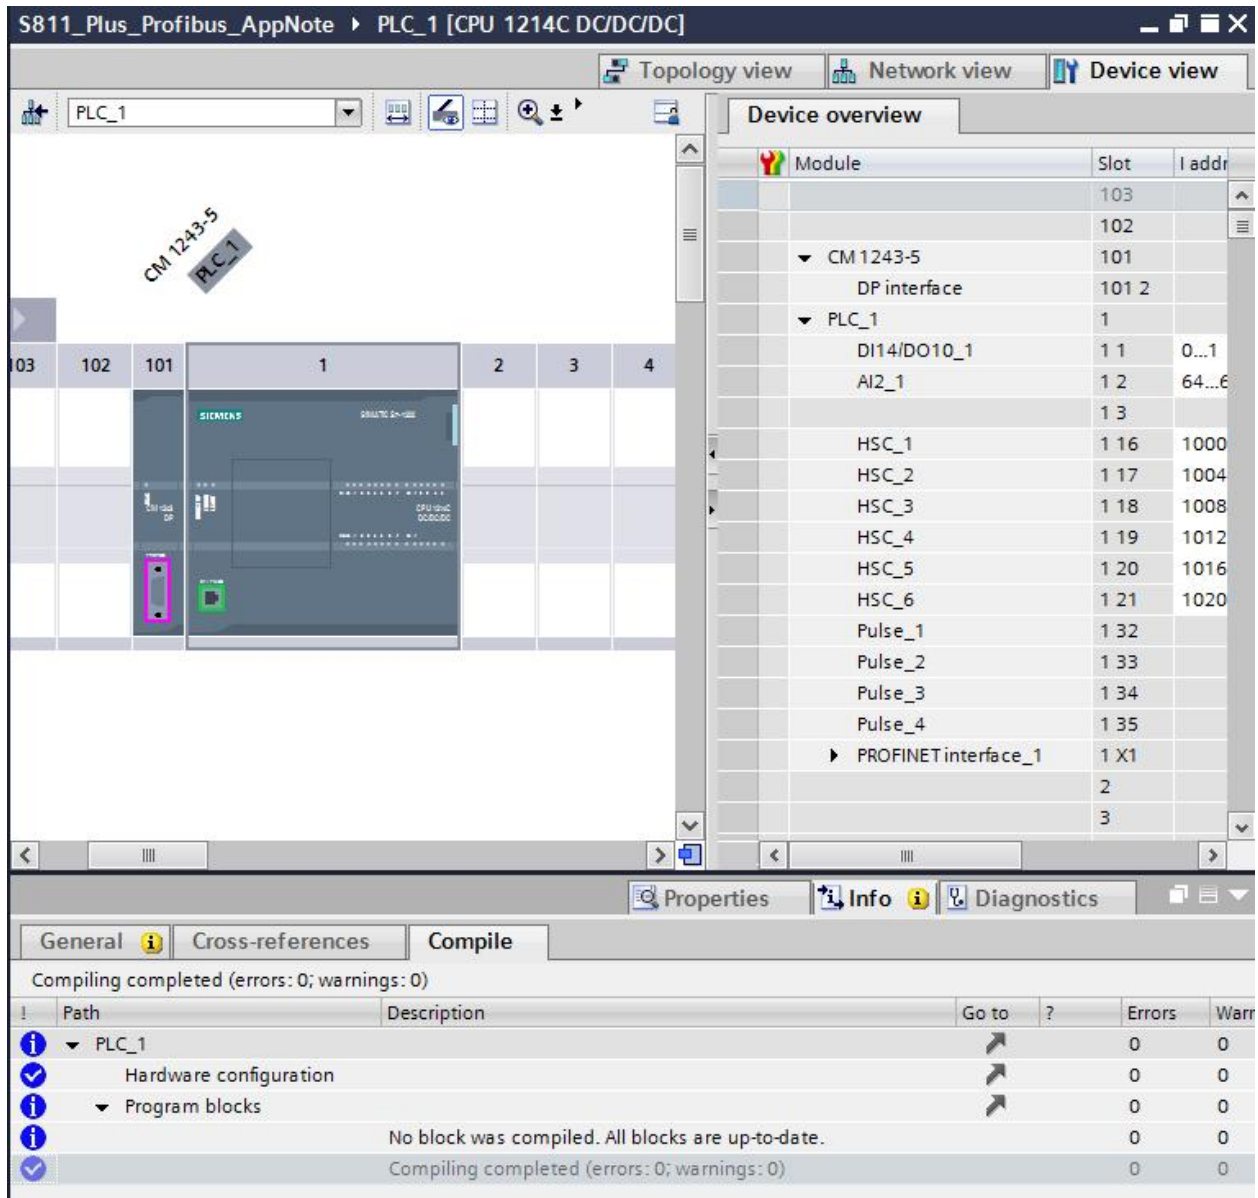 S811_Plus_Profibus_AppNote ▸ PLC_1 [CPU 1214C DC/DC/DC]
Topology view Network view Device view
PLC_1
Device overview
Module Slot I addr
103
102
CM 1243-5 101
DP interface 101 2
PLC_1 1
DI14/DO10_1 1 1 0...1
AI2_1 1 2 64...6
1 3
HSC_1 1 16 1000
HSC_2 1 17 1004
HSC_3 1 18 1008
HSC_4 1 19 1012
HSC_5 1 20 1016
HSC_6 1 21 1020
Pulse_1 1 32
Pulse_2 1 33
Pulse_3 1 34
Pulse_4 1 35
PROFINET interface_1 1 X1
2
3
CM 1243-5
PLC_1
103 102 101 1 2 3 4
SIEMENS
CPU 1214C
DC/DC/DC
Properties Info Diagnostics
General Cross-references Compile
Compiling completed (errors: 0; warnings: 0)
! Path Description Go to ? Errors Warr
PLC_1 0 0
Hardware configuration 0 0
Program blocks 0 0
No block was compiled. All blocks are up-to-date. 0 0
Compiling completed (errors: 0; warnings: 0) 0 0